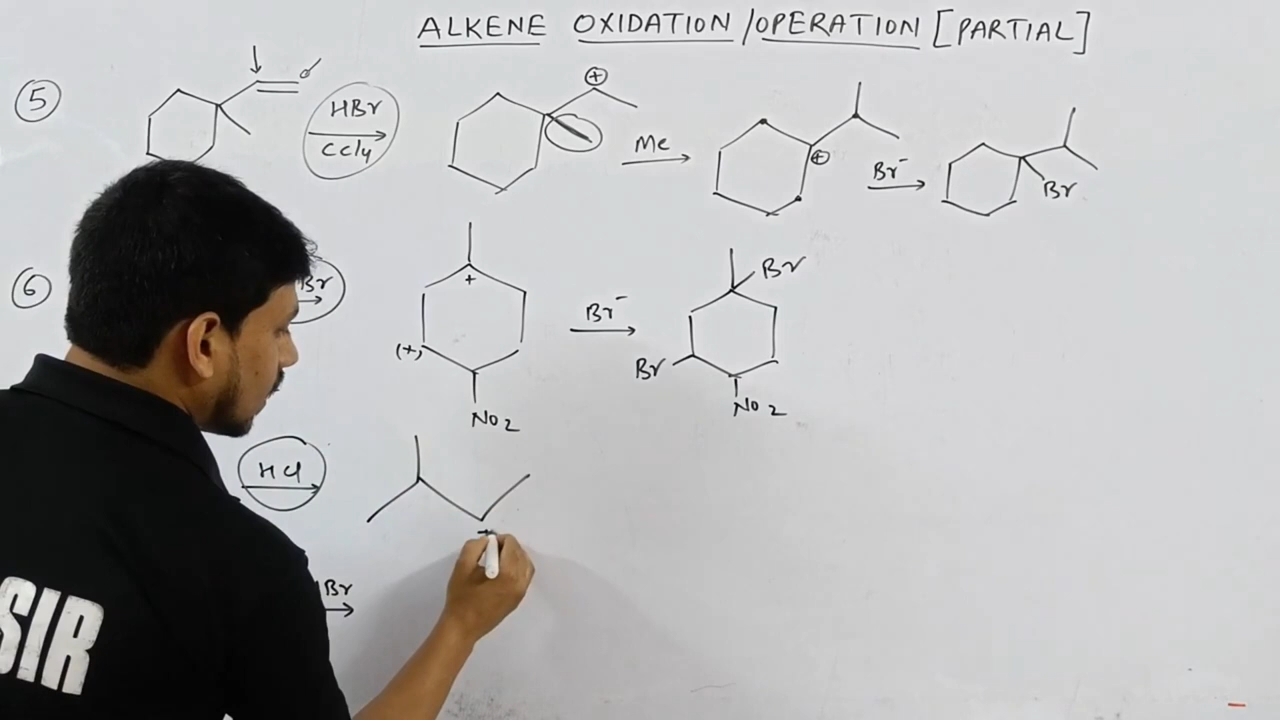 ALKENE OXIDATION/OPERATION [PARTIAL]
5
HBr
CCl4
+
Me
+
Br-
Br
6
Br
+
(+)
NO2
Br-
Br
Br
NO2
HCl
+
Br
SIR